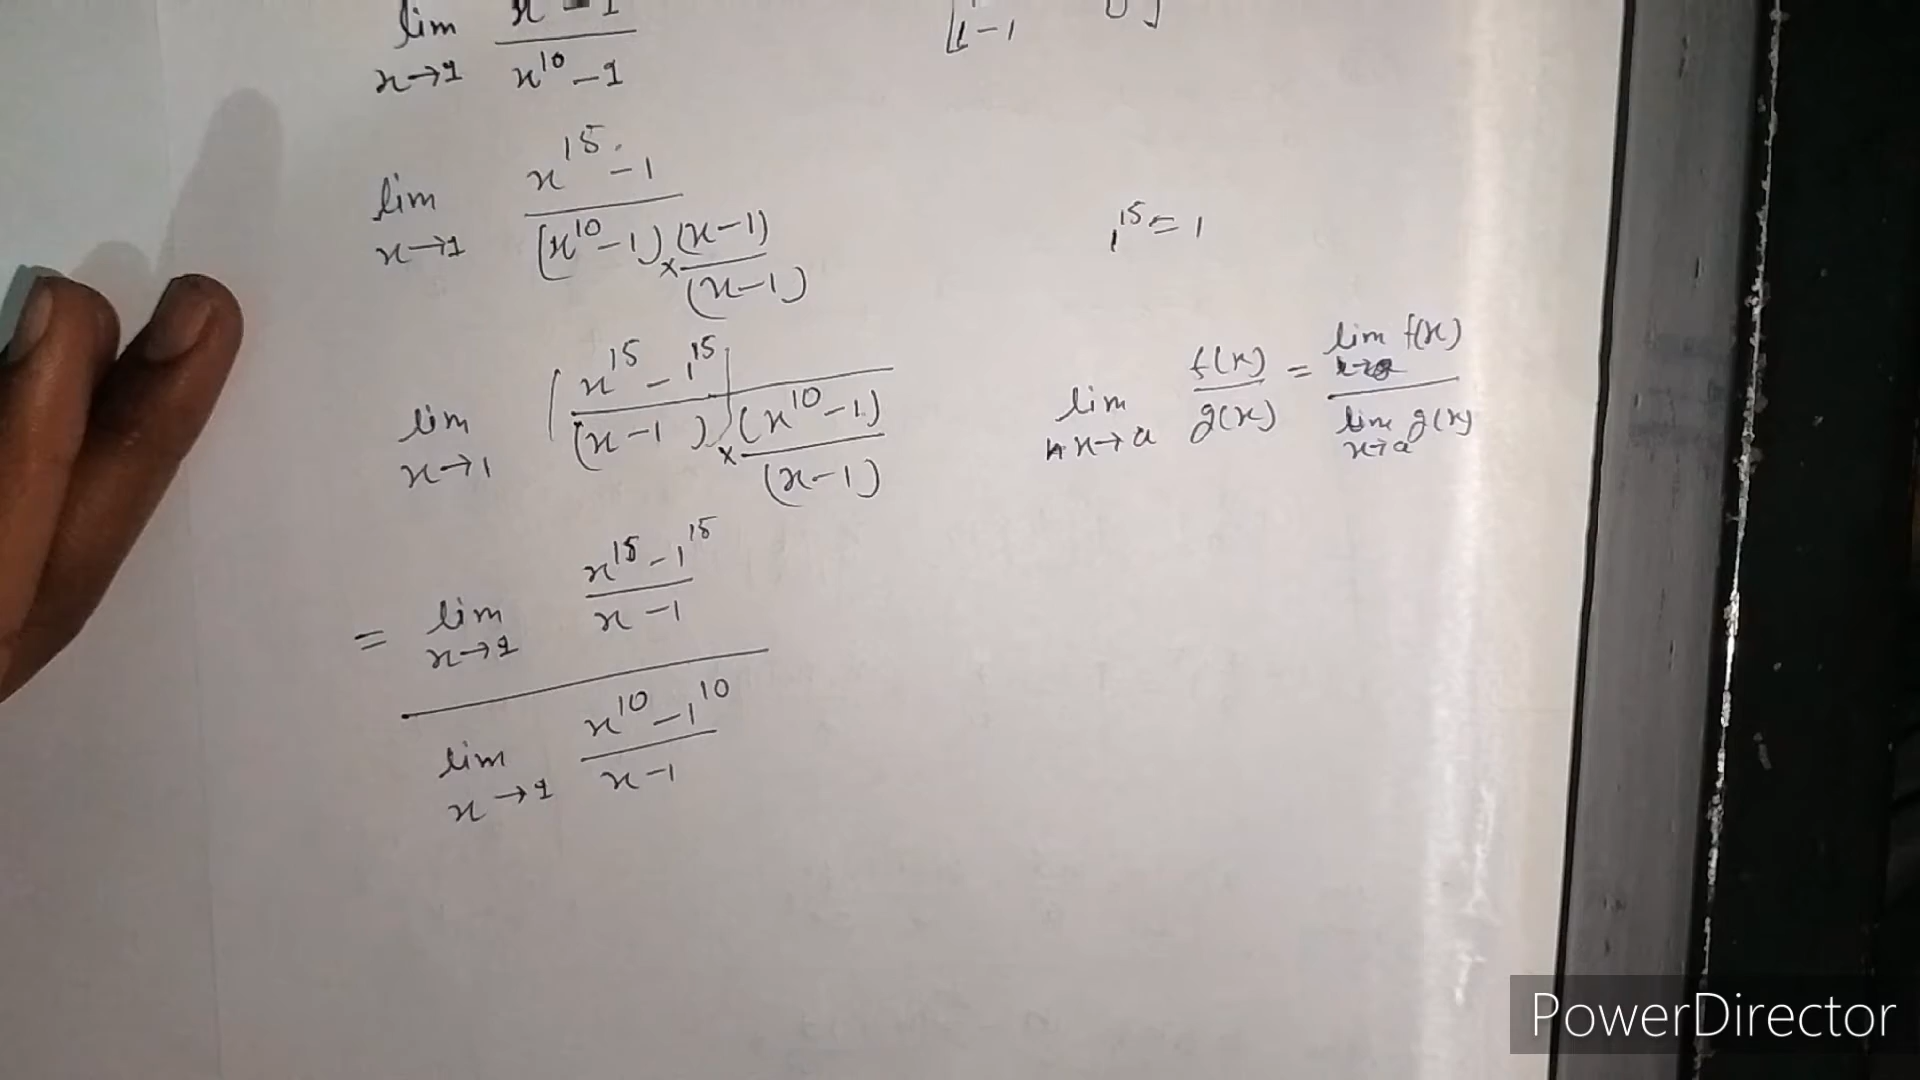 lim x - 1
x→1 x^10 - 1
1-1 0]
lim x^15 - 1
x→1 (x^10 - 1) × (x-1)
(x-1)
1^15 = 1
lim (x^15 - 1^15
x→1 (x-1) ) × (x^10 - 1)
(x-1)
lim f(x) = lim f(x)
x→a g(x) lim g(x)
x→a
= lim x^15 - 1^15
x→1 x-1
lim x^10 - 1^10
x→1 x-1
PowerDirector